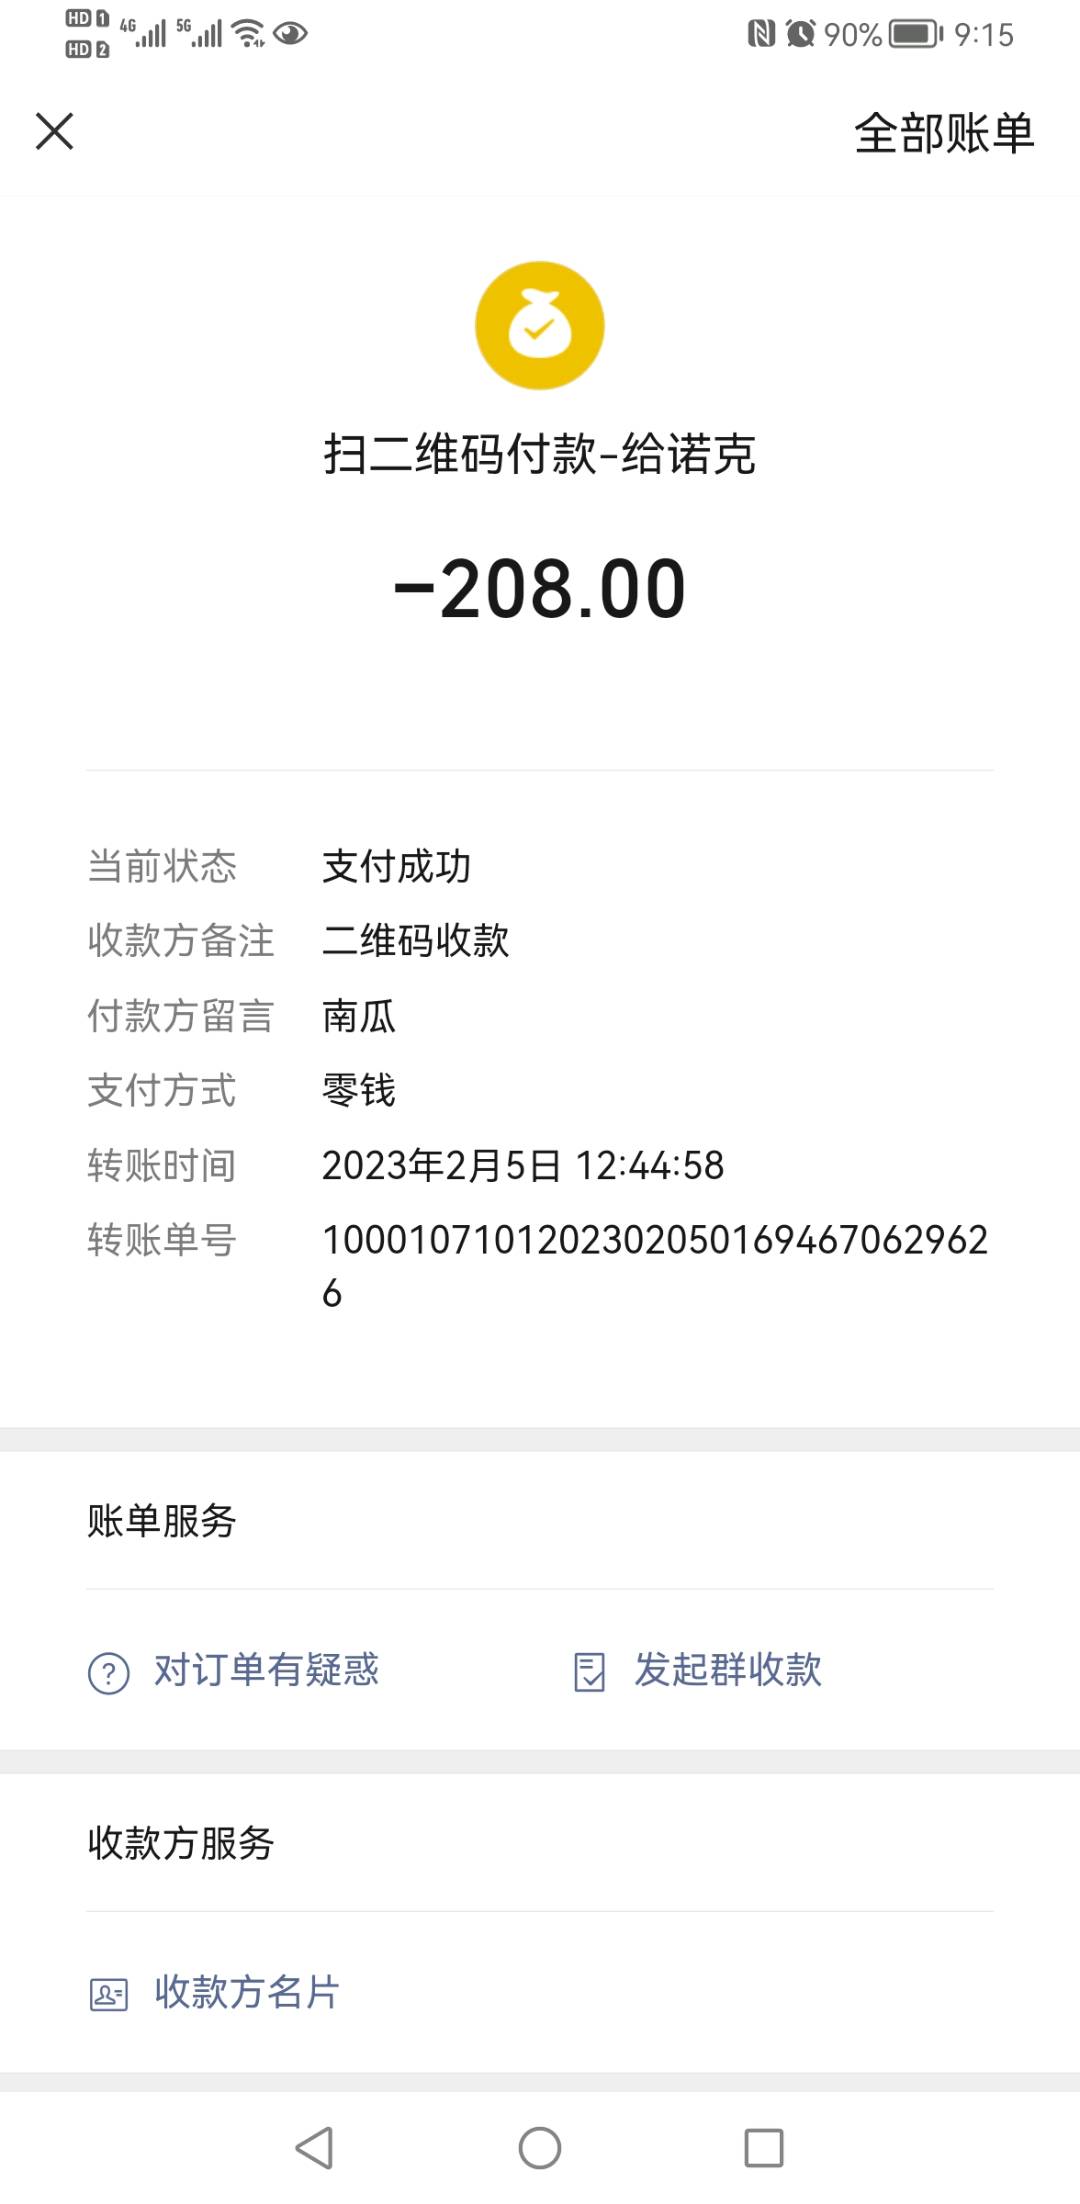 HD 1 4G 5G 90% 9:15
HD 2
全部账单
扫二维码付款-给诺克
-208.00
当前状态 支付成功
收款方备注 二维码收款
付款方留言 南瓜
支付方式 零钱
转账时间 2023年2月5日 12:44:58
转账单号 100010710120230205016946706296​2
6
账单服务
对订单有疑惑 发起群收款
收款方服务
收款方名片